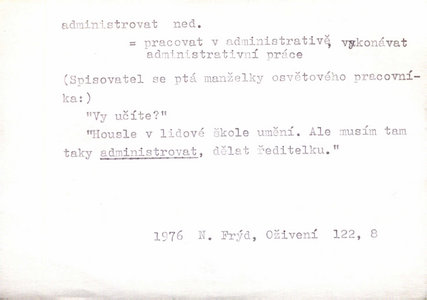 administrovat ned.
= pracovat v administrativě, vykonávat
administrativní práce
(Spisovatel se ptá manželky osvětového pracovní-
ka:)
"Vy učíte?"
"Housle v lidové škole umění. Ale musím tam
taky administrovat, dělat ředitelku."
1976 N. Frýd, Oživení 122, 8